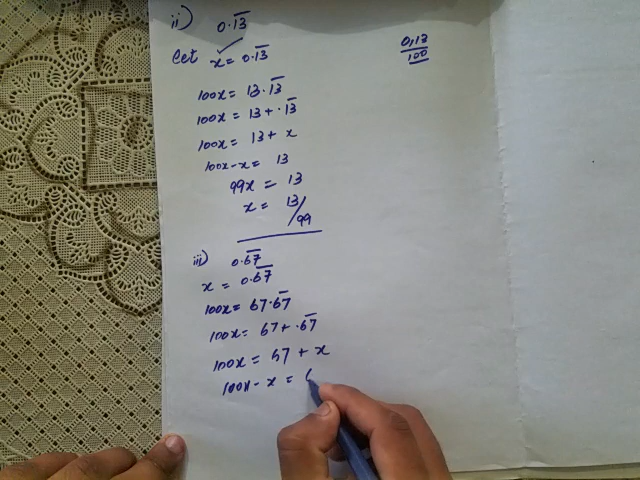 ii) 0.1̅3̅
Let x = 0.1̅3̅
0,13
100
100x = 13.1̅3̅
100x = 13 + .1̅3̅
100x = 13 + x
100x - x = 13
99x = 13
x = 13/99
iii) 0.6̅7̅
x = 0.6̅7̅
100x = 67.6̅7̅
100x = 67 + .6̅7̅
100x = 67 + x
100x - x = 6